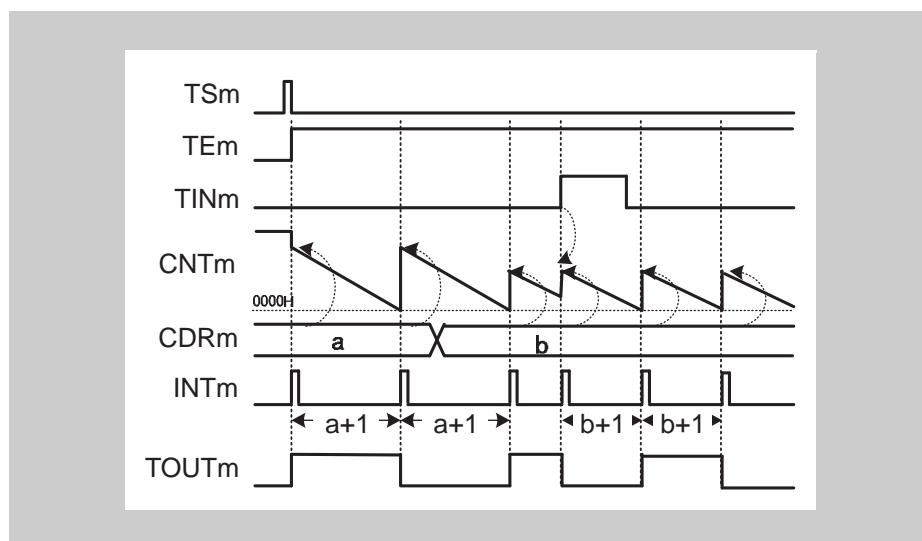 TSm
TEm
TINm
CNTm
0000H
CDRm
a
b
INTm
a+1
a+1
b+1
b+1
TOUTm